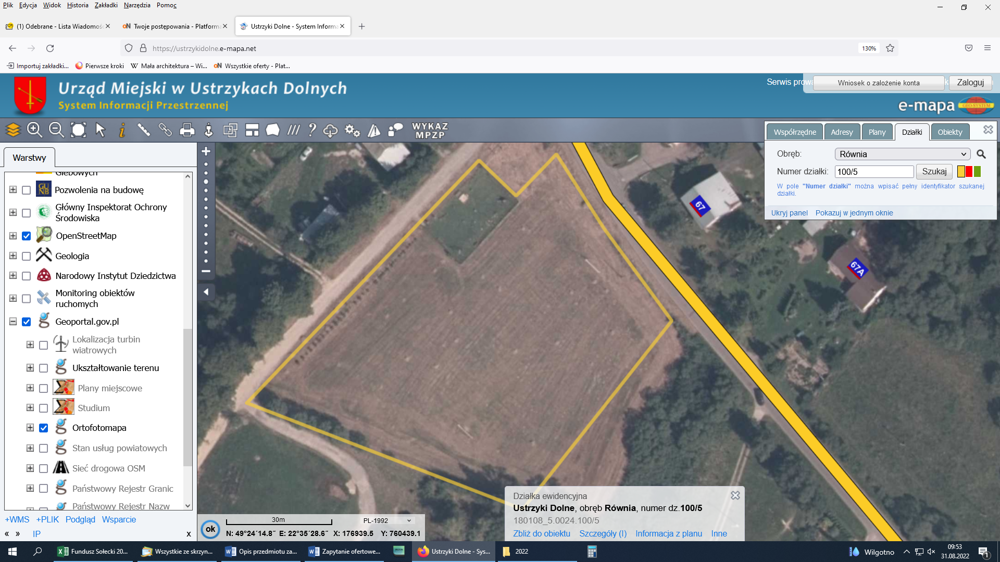 Plik Edycja Widok Historia Zakładki Narzędzia Pomoc
(1) Odebrane - Lista Wiadomośc
Twoje postępowania - Platforma
Ustrzyki Dolne - System Informa
https://ustrzykidolne.e-mapa.net
130%
Importuj zakładki...
Pierwsze kroki
Mała architektura – Wi...
Wszystkie oferty - Plat...
Urząd Miejski w Ustrzykach Dolnych
System Informacji Przestrzennej
Serwis prowa
Wniosek o założenie konta
Zaloguj
e-mapa
GEO-SYSTEM
WYKAZ
MPZP
Współrzędne
Adresy
Plany
Działki
Obiekty
Obręb:
Równia
Numer działki:
100/5
Szukaj
W pole "Numer działki" można wpisać pełny identyfikator szukanej
działki.
Ukryj panel
Pokazuj w jednym oknie
Warstwy
Glebowych
Pozwolenia na budowę
GU
NB
Główny Inspektorat Ochrony
Środowiska
OpenStreetMap
Geologia
Narodowy Instytut Dziedzictwa
Monitoring obiektów
ruchomych
Geoportal.gov.pl
Lokalizacja turbin
wiatrowych
Ukształtowanie terenu
Plany miejscowe
Studium
Ortofotomapa
Stan usług powiatowych
Sieć drogowa OSM
Państwowy Rejestr Granic
Państwowy Rejestr Nazw
+WMS +PLIK Podgląd Wsparcie
« » IP x
67
67A
Działka ewidencyjna
Ustrzyki Dolne, obręb Równia, numer dz.100/5
180108_5.0024.100/5
Zbliż do obiektu
Szczegóły (I)
Informacja z planu
Inne
ok
30m
PL-1992
N: 49°24´14.8˝ E: 22°35´28.6˝ X: 176939.5 Y: 760439.1
Fundusz Sołecki 20...
Wszystkie ze skrzyn...
Opis przedmiotu za...
Zapytanie ofertowe...
Ustrzyki Dolne - Sys...
2022
Wilgotno
09:53
31.08.2022
1